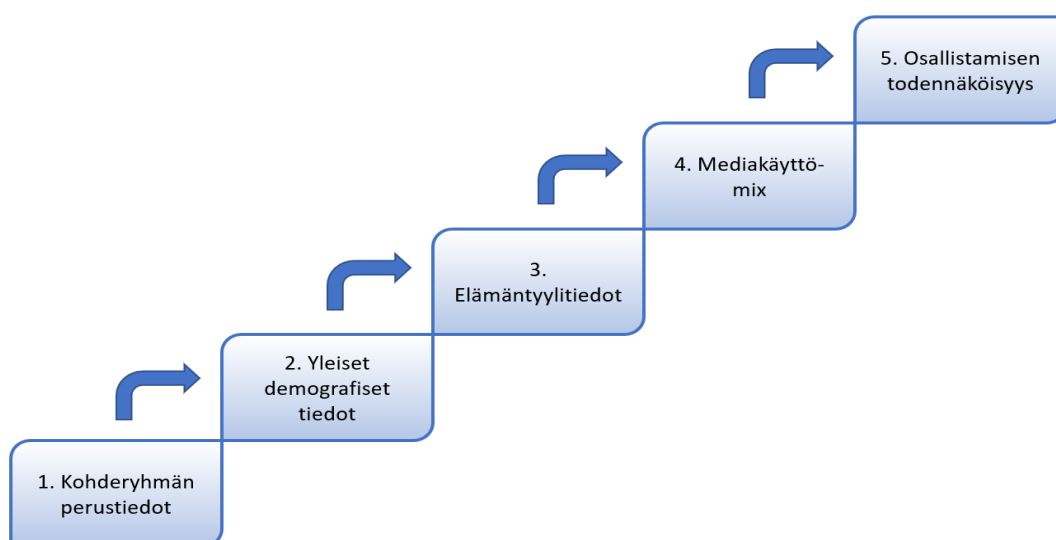 5. Osallistamisen
todennäköisyys
4. Mediakäyttö-
mix
3.
Elämäntyylitiedot
2. Yleiset
demografiset
tiedot
1. Kohderyhmän
perustiedot